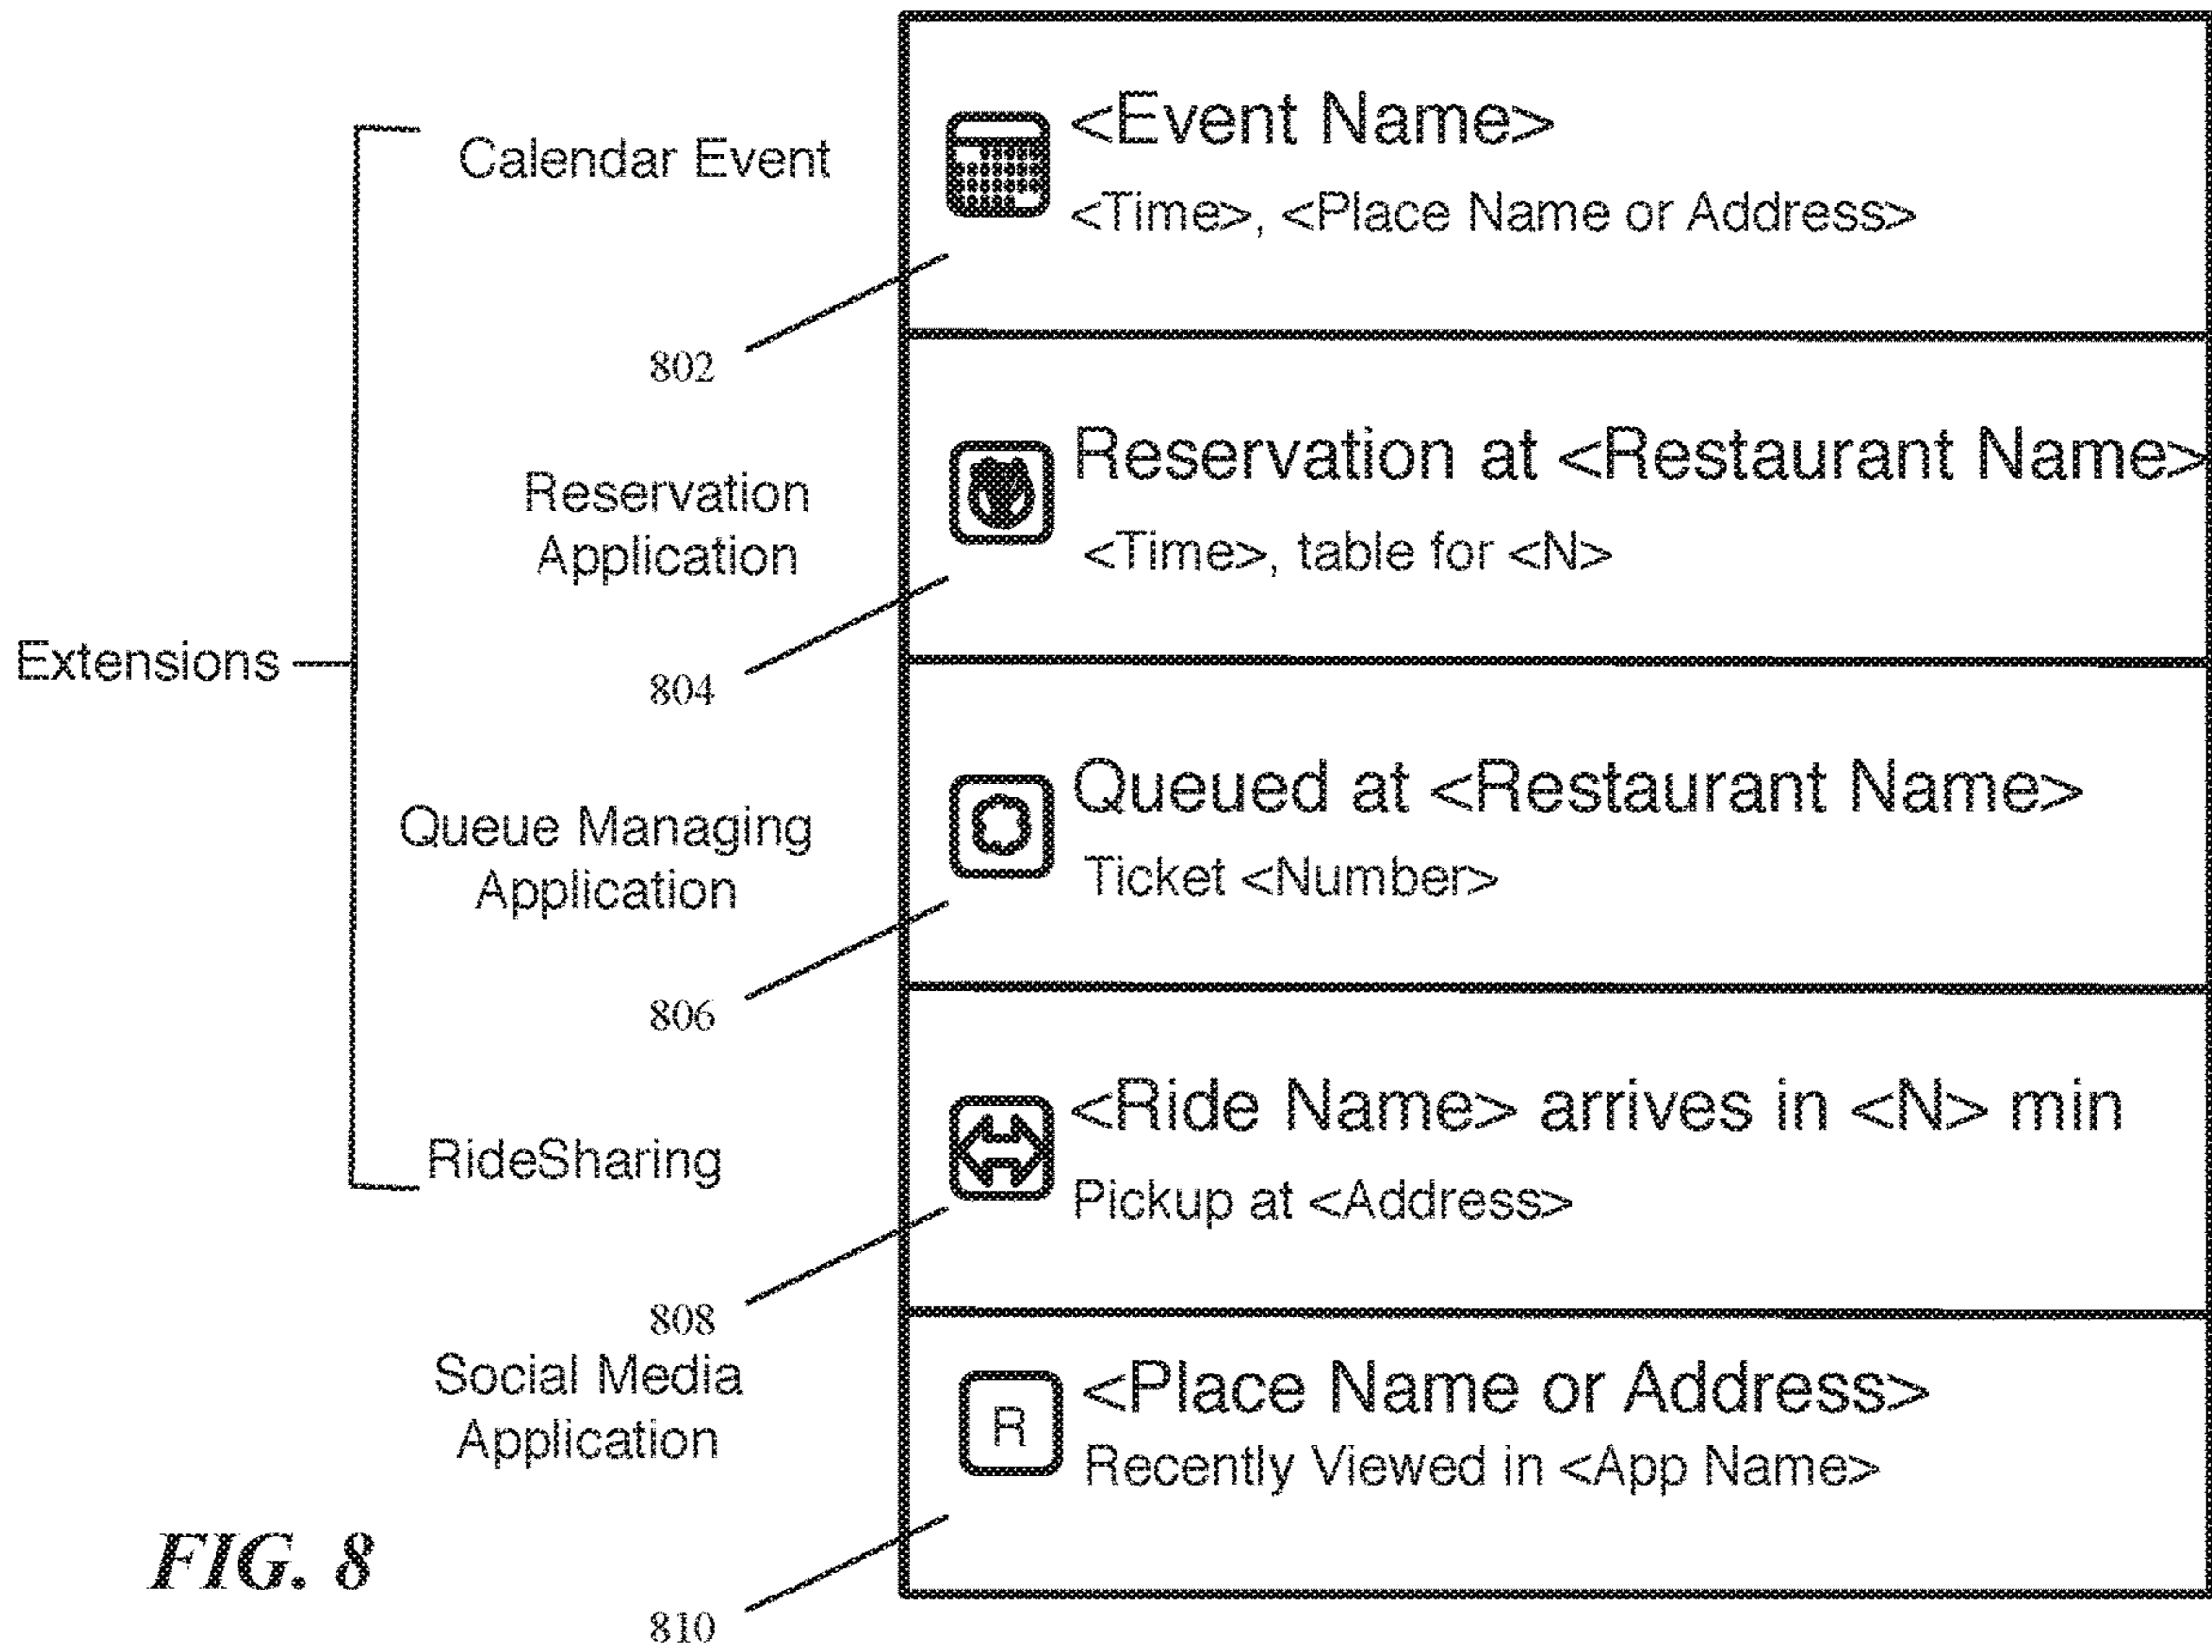 Calendar Event
<Event Name>
<Time>, <Place Name or Address>
802
Reservation
Application
Reservation at <Restaurant Name>
<Time>, table for <N>
Extensions
804
Queue Managing
Application
Queued at <Restaurant Name>
Ticket <Number>
806
RideSharing
<Ride Name> arrives in <N> min
Pickup at <Address>
808
Social Media
Application
R
<Place Name or Address>
Recently Viewed in <App Name>
FIG. 8
810